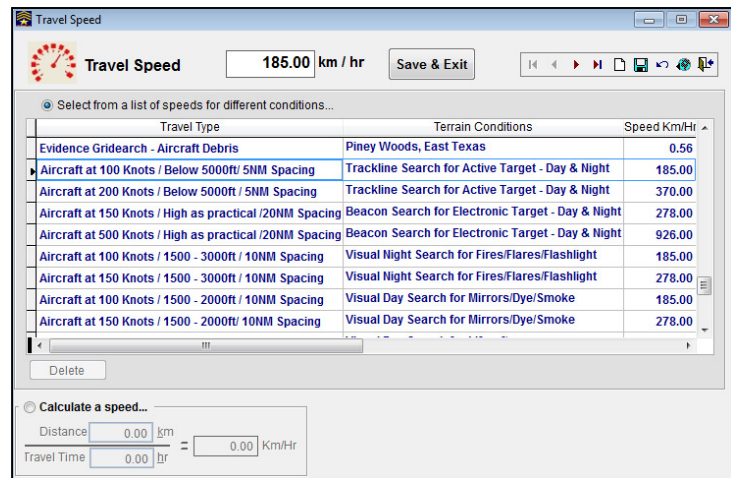 Travel Speed
Travel Speed 185.00 km / hr Save & Exit
Select from a list of speeds for different conditions...
Travel Type Terrain Conditions Speed Km/Hr
Evidence Gridearch - Aircraft Debris Piney Woods, East Texas 0.56
Aircraft at 100 Knots / Below 5000ft/ 5NM Spacing Trackline Search for Active Target - Day & Night 185.00
Aircraft at 200 Knots / Below 5000ft / 5NM Spacing Trackline Search for Active Target - Day & Night 370.00
Aircraft at 150 Knots / High as practical /20NM Spacing Beacon Search for Electronic Target - Day & Night 278.00
Aircraft at 500 Knots / High as practical /20NM Spacing Beacon Search for Electronic Target - Day & Night 926.00
Aircraft at 100 Knots / 1500 - 3000ft / 10NM Spacing Visual Night Search for Fires/Flares/Flashlight 185.00
Aircraft at 150 Knots / 1500 - 3000ft / 10NM Spacing Visual Night Search for Fires/Flares/Flashlight 278.00
Aircraft at 100 Knots / 1500 - 2000ft / 10NM Spacing Visual Day Search for Mirrors/Dye/Smoke 185.00
Aircraft at 150 Knots / 1500 - 2000ft/ 10NM Spacing Visual Day Search for Mirrors/Dye/Smoke 278.00
Delete
Calculate a speed...
Distance 0.00 km
= 0.00 Km/Hr
Travel Time 0.00 hr